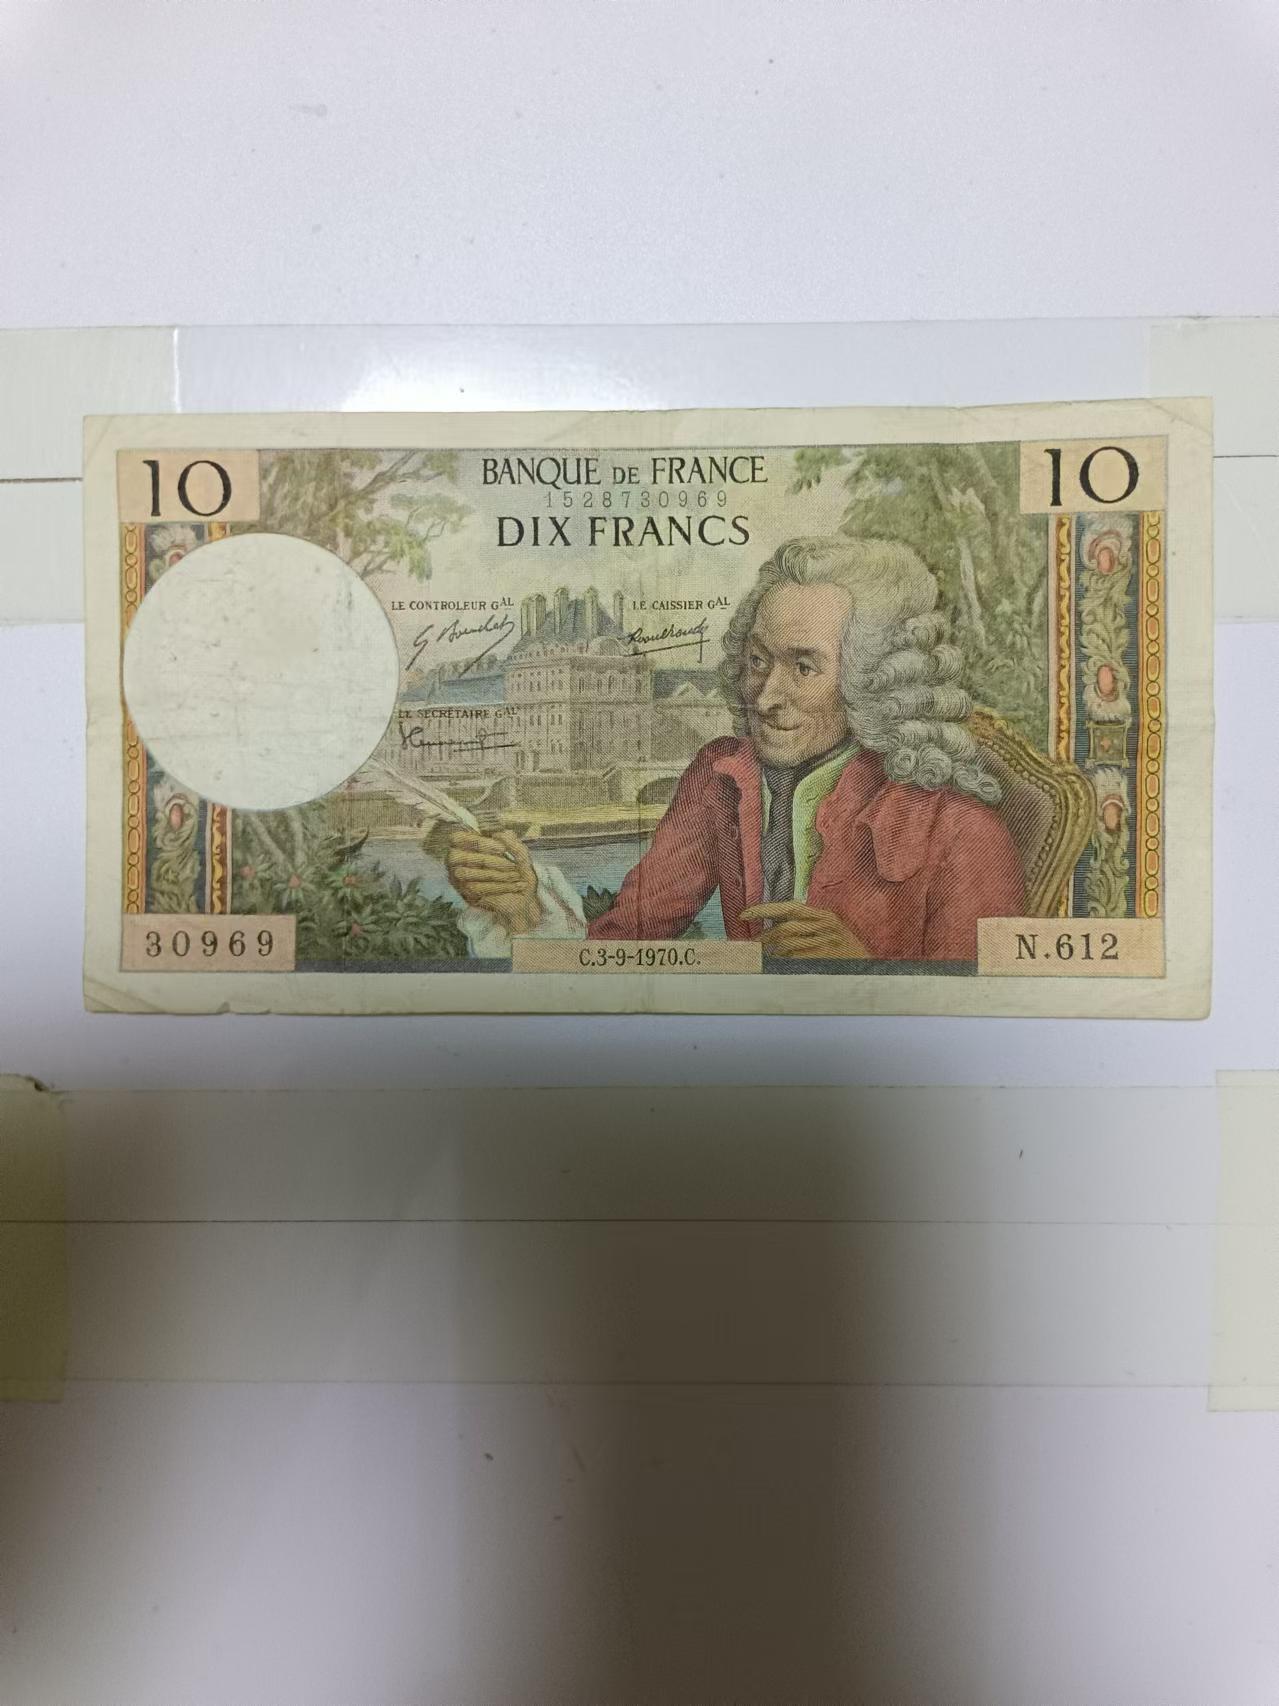 10
BANQUE DE FRANCE
10
1528730969
DIX FRANCS
LE CONTROLEUR GAL
LE CAISSIER GAL
LE SECRÉTAIRE GAL
30969
C.3-9-1970.C.
N.612